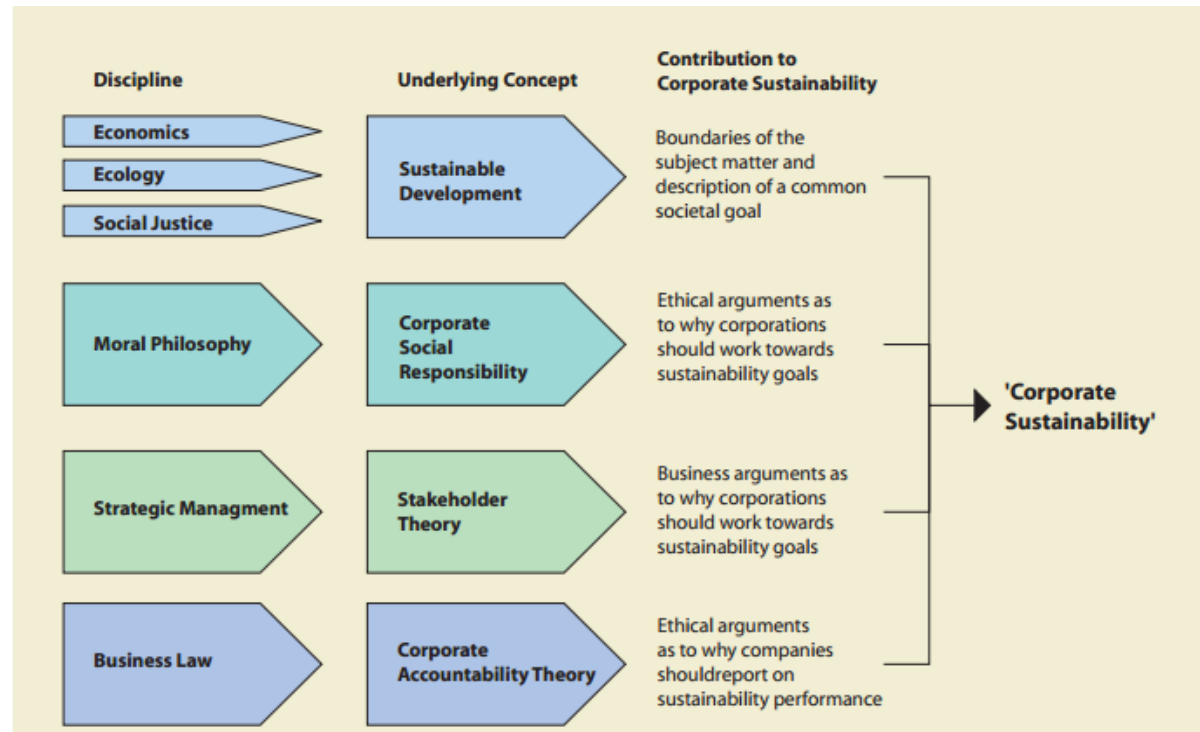 Discipline
Underlying Concept
Contribution to
Corporate Sustainability
Economics
Ecology
Social Justice
Sustainable
Development
Boundaries of the
subject matter and
description of a common
societal goal
Moral Philosophy
Corporate
Social
Responsibility
Ethical arguments as
to why corporations
should work towards
sustainability goals
Strategic Managment
Stakeholder
Theory
Business arguments as
to why corporations
should work towards
sustainability goals
Business Law
Corporate
Accountability Theory
Ethical arguments
as to why companies
shouldreport on
sustainability performance
'Corporate
Sustainability'